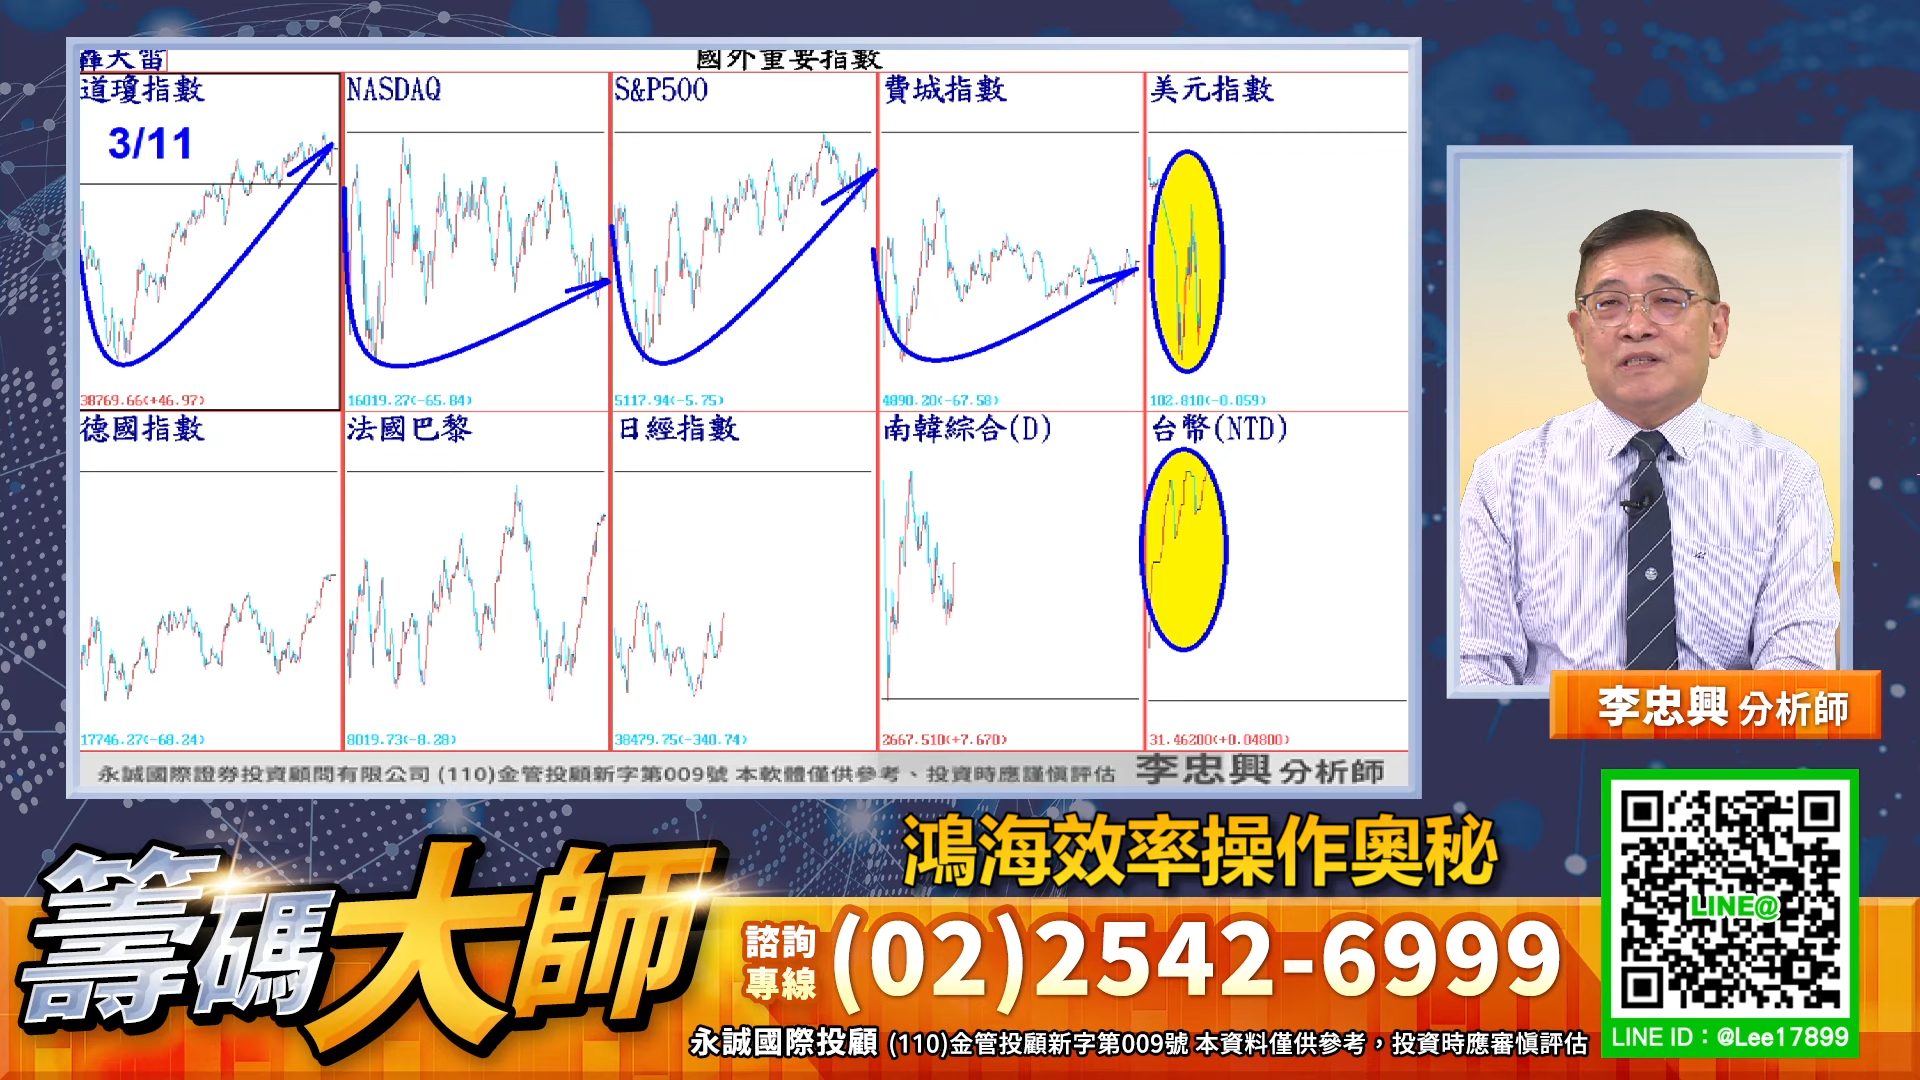 羅大雷
國外重要指數
道瓊指數
NASDAQ
S&P500
費城指數
美元指數
3/11
38769.66(+46.97)
16019.27(-65.84)
5117.94(-5.75)
4890.20(-67.58)
102.810(-0.059)
德國指數
法國巴黎
日經指數
南韓綜合(D)
台幣(NTD)
17746.27(-68.24)
8019.73(-8.28)
38479.75(-340.74)
2667.510(+7.670)
31.46200(+0.04800)
永誠國際證券投資顧問有限公司 (110)金管投顧新字第009號 本軟體僅供參考、投資時應謹慎評估
李忠興 分析師
李忠興 分析師
鴻海效率操作奧秘
籌碼大師
諮詢專線 (02)2542-6999
永誠國際投顧 (110)金管投顧新字第009號 本資料僅供參考，投資時應審慎評估
LINE@
LINE ID：@Lee17899